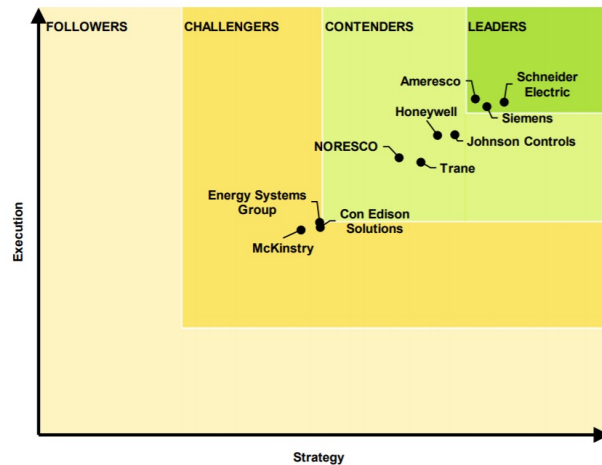 FOLLOWERS
CHALLENGERS
CONTENDERS
LEADERS
Ameresco
Schneider
Electric
Siemens
Honeywell
Johnson Controls
NORESCO
Trane
Energy Systems
Group
Con Edison
Solutions
McKinstry
Execution
Strategy